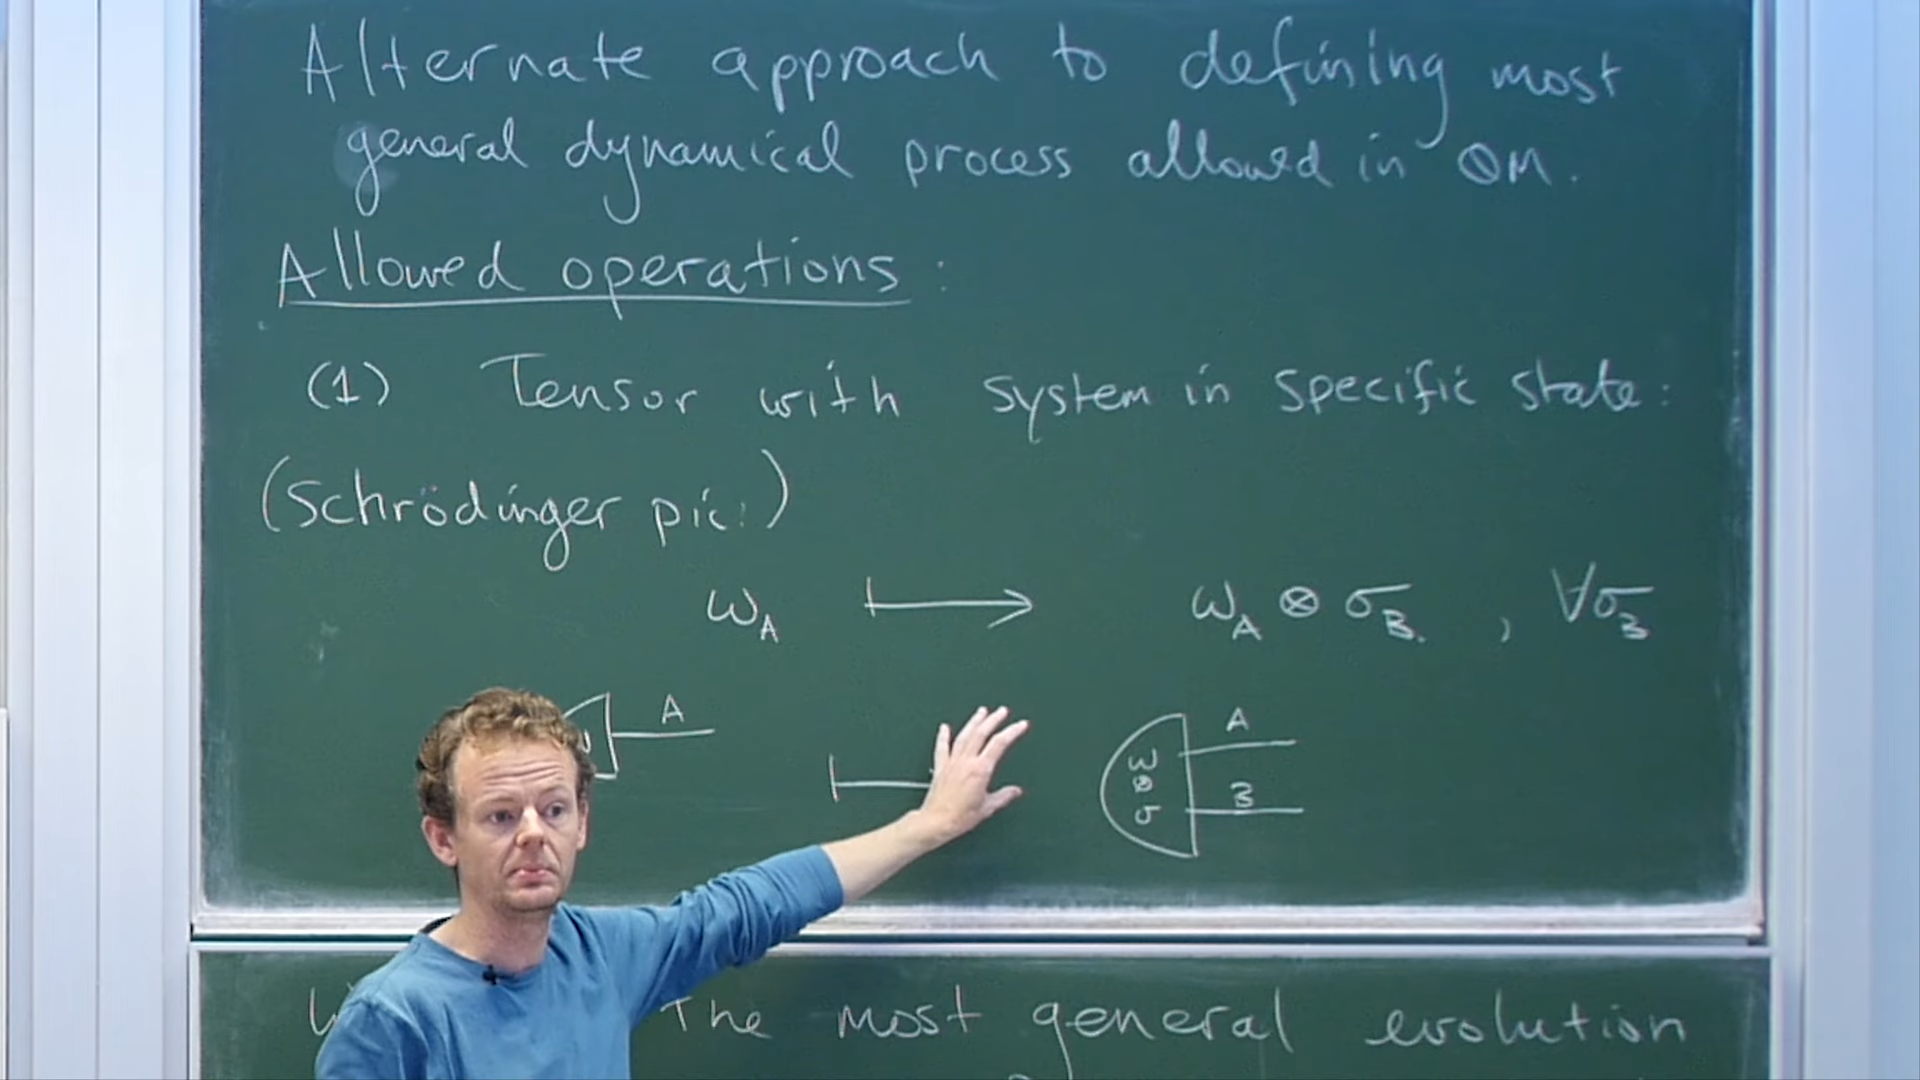 Alternate approach to defining most
general dynamical process allowed in QM.
Allowed operations:
(1) Tensor with system in specific state:
(Schrödinger pic.)
ω_A ⟼ ω_A ⊗ σ_B , ∀σ_B
A ⟼ ω ⊗ σ A B
The most general evolution